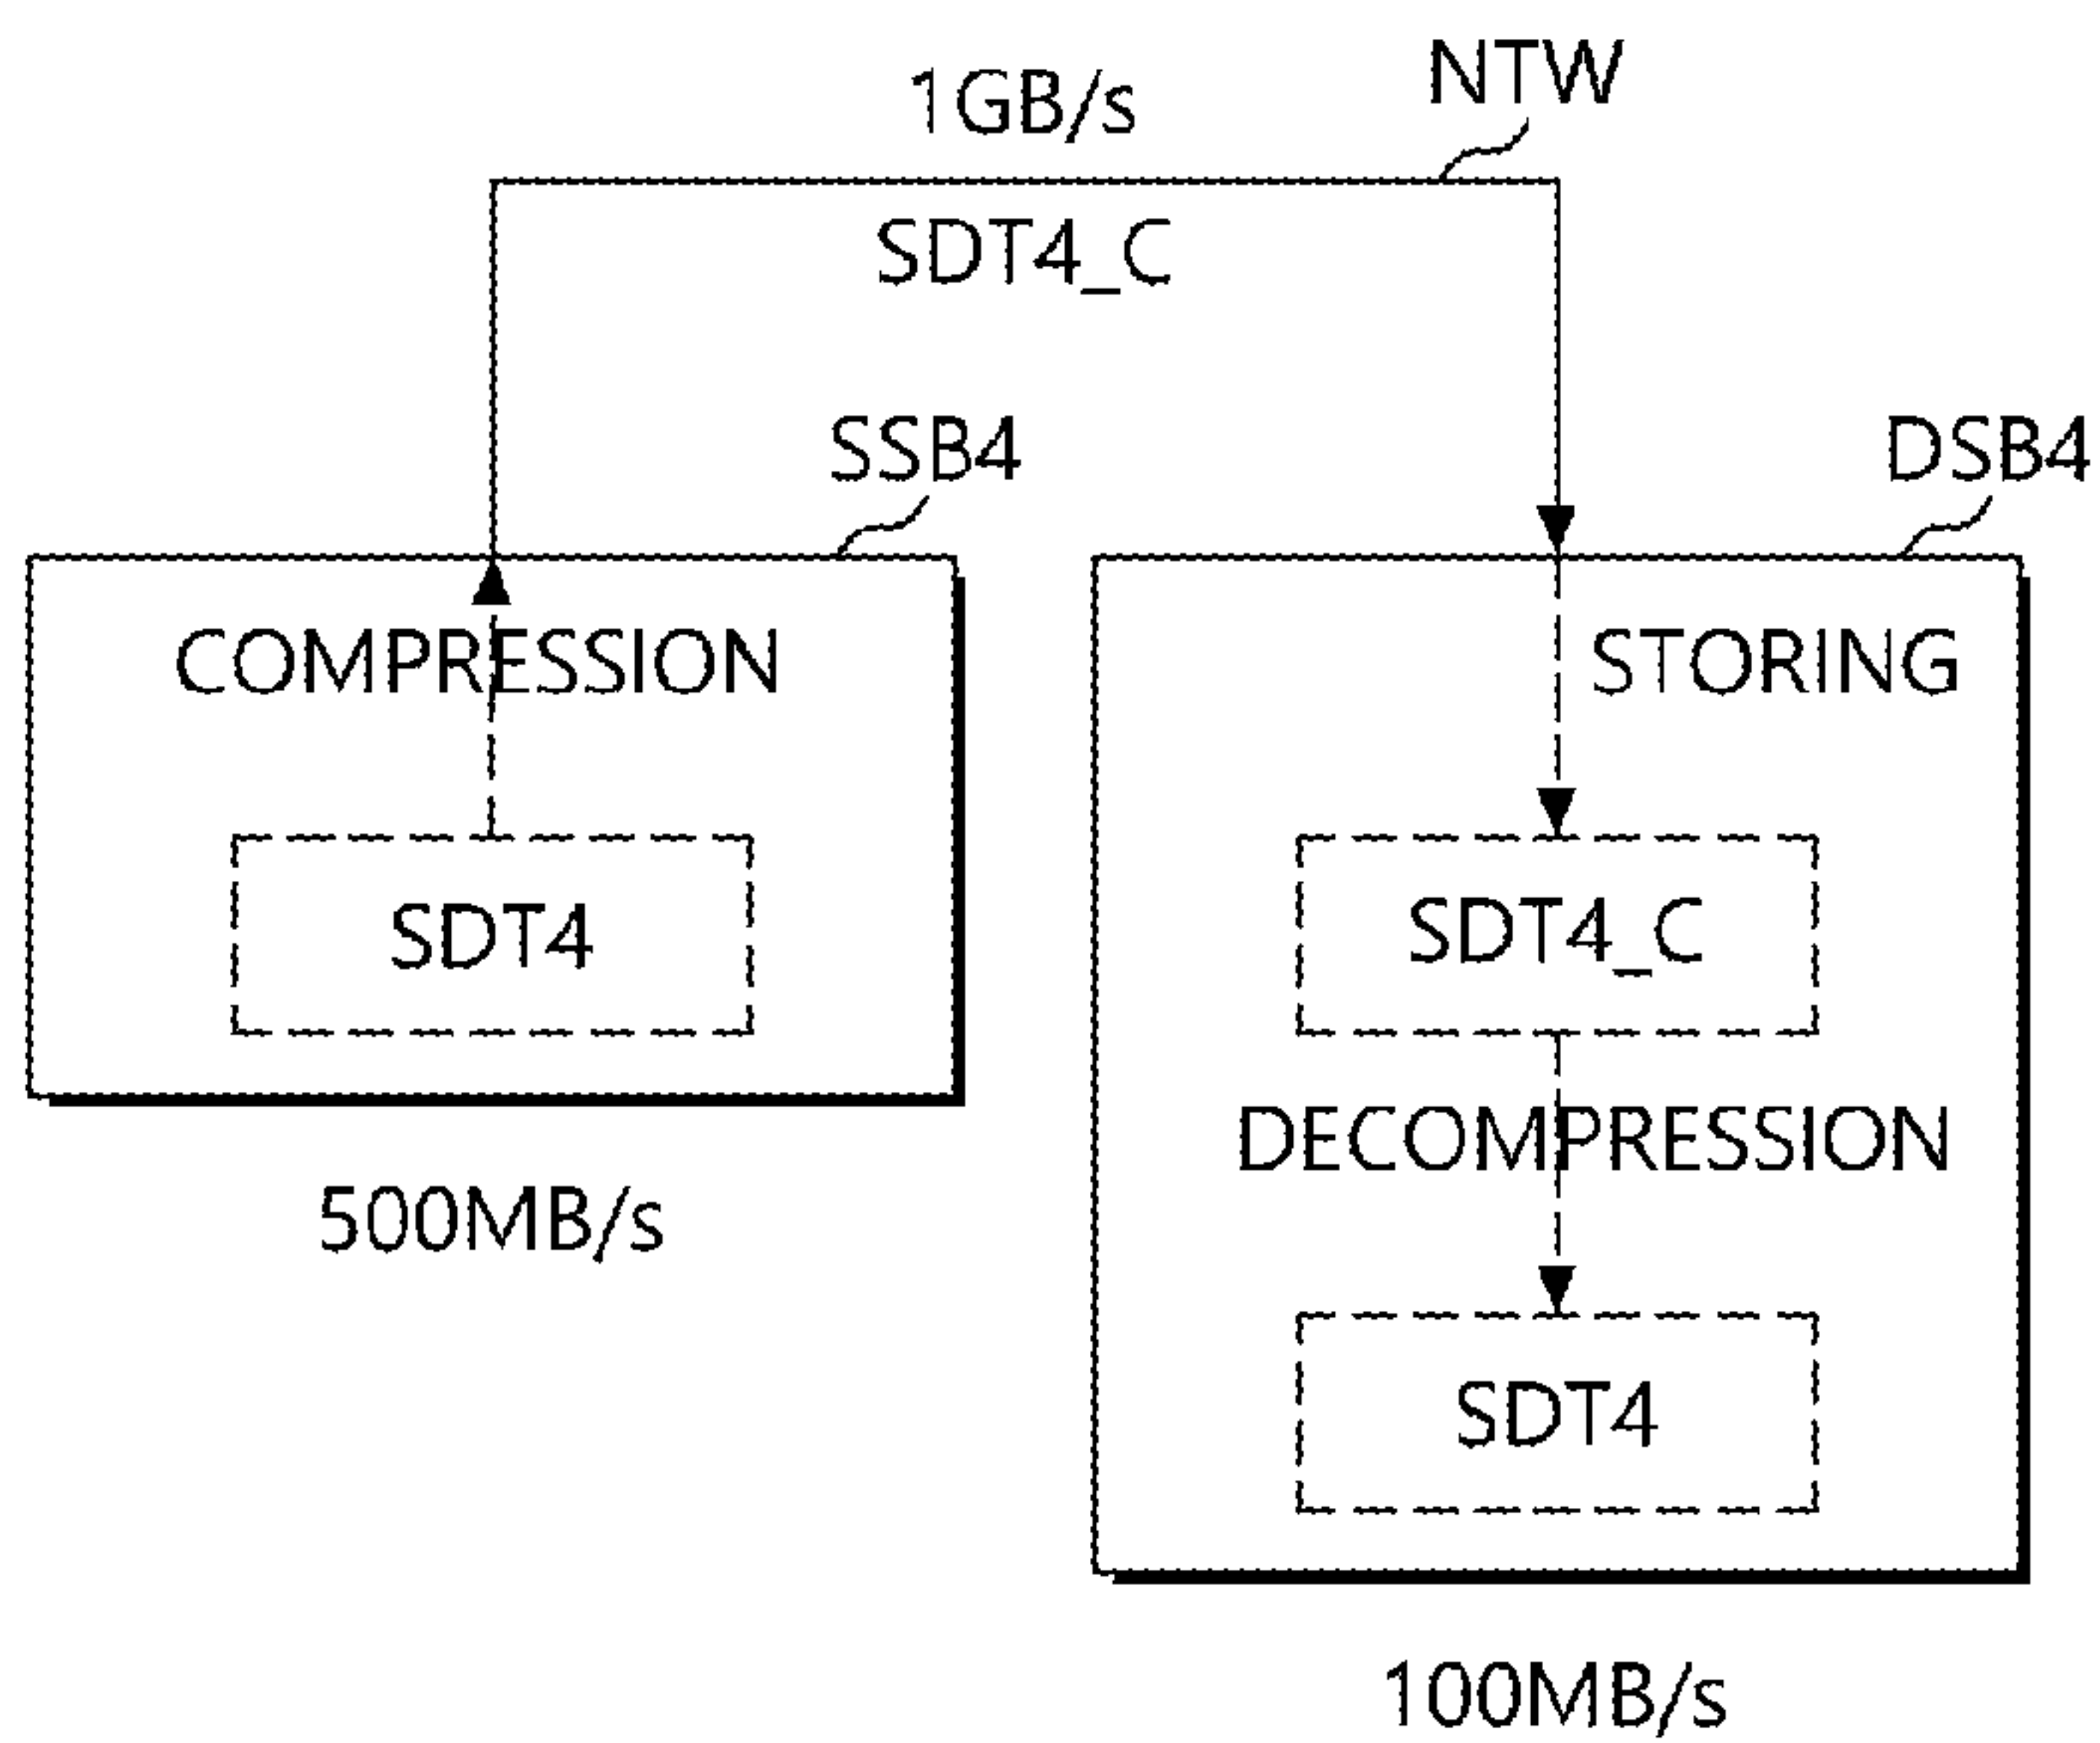 NTW
1GB/s
SDT4_C
SSB4
DSB4
COMPRESSION
STORING
SDT4
SDT4_C
DECOMPRESSION
500MB/s
SDT4
100MB/s